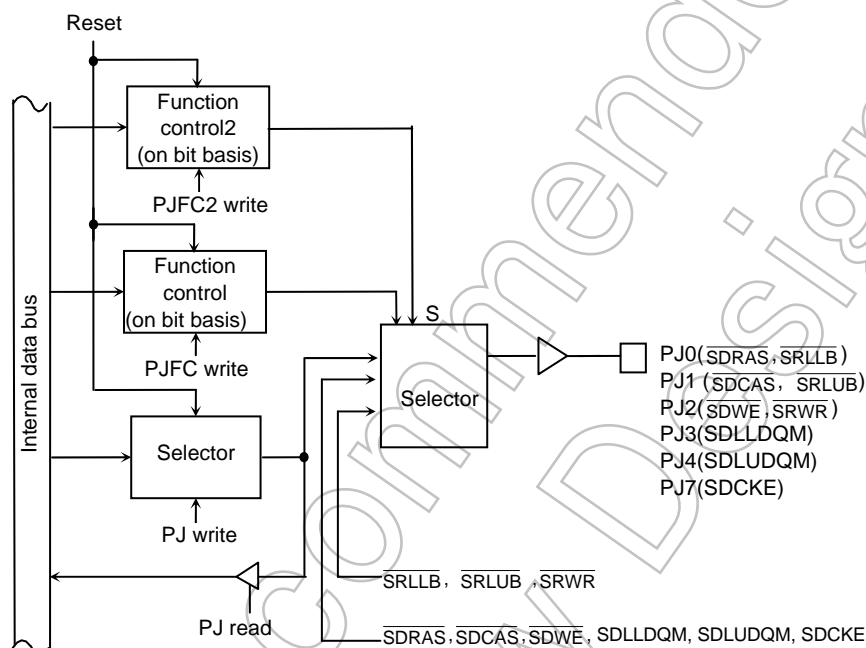 Reset
Function
control2
(on bit basis)
PJFC2 write
Function
control
(on bit basis)
PJFC write
Internal data bus
Selector
PJ write
PJ read
S
Selector
PJ0(SDRAS,SRLLB)
PJ1 (SDCAS, SRLUB)
PJ2(SDWE,SRWR)
PJ3(SDLLDQM)
PJ4(SDLUDQM)
PJ7(SDCKE)
SRLLB, SRLUB ,SRWR
SDRAS,SDCAS,SDWE, SDLLDQM, SDLUDQM, SDCKE
commende
w Design